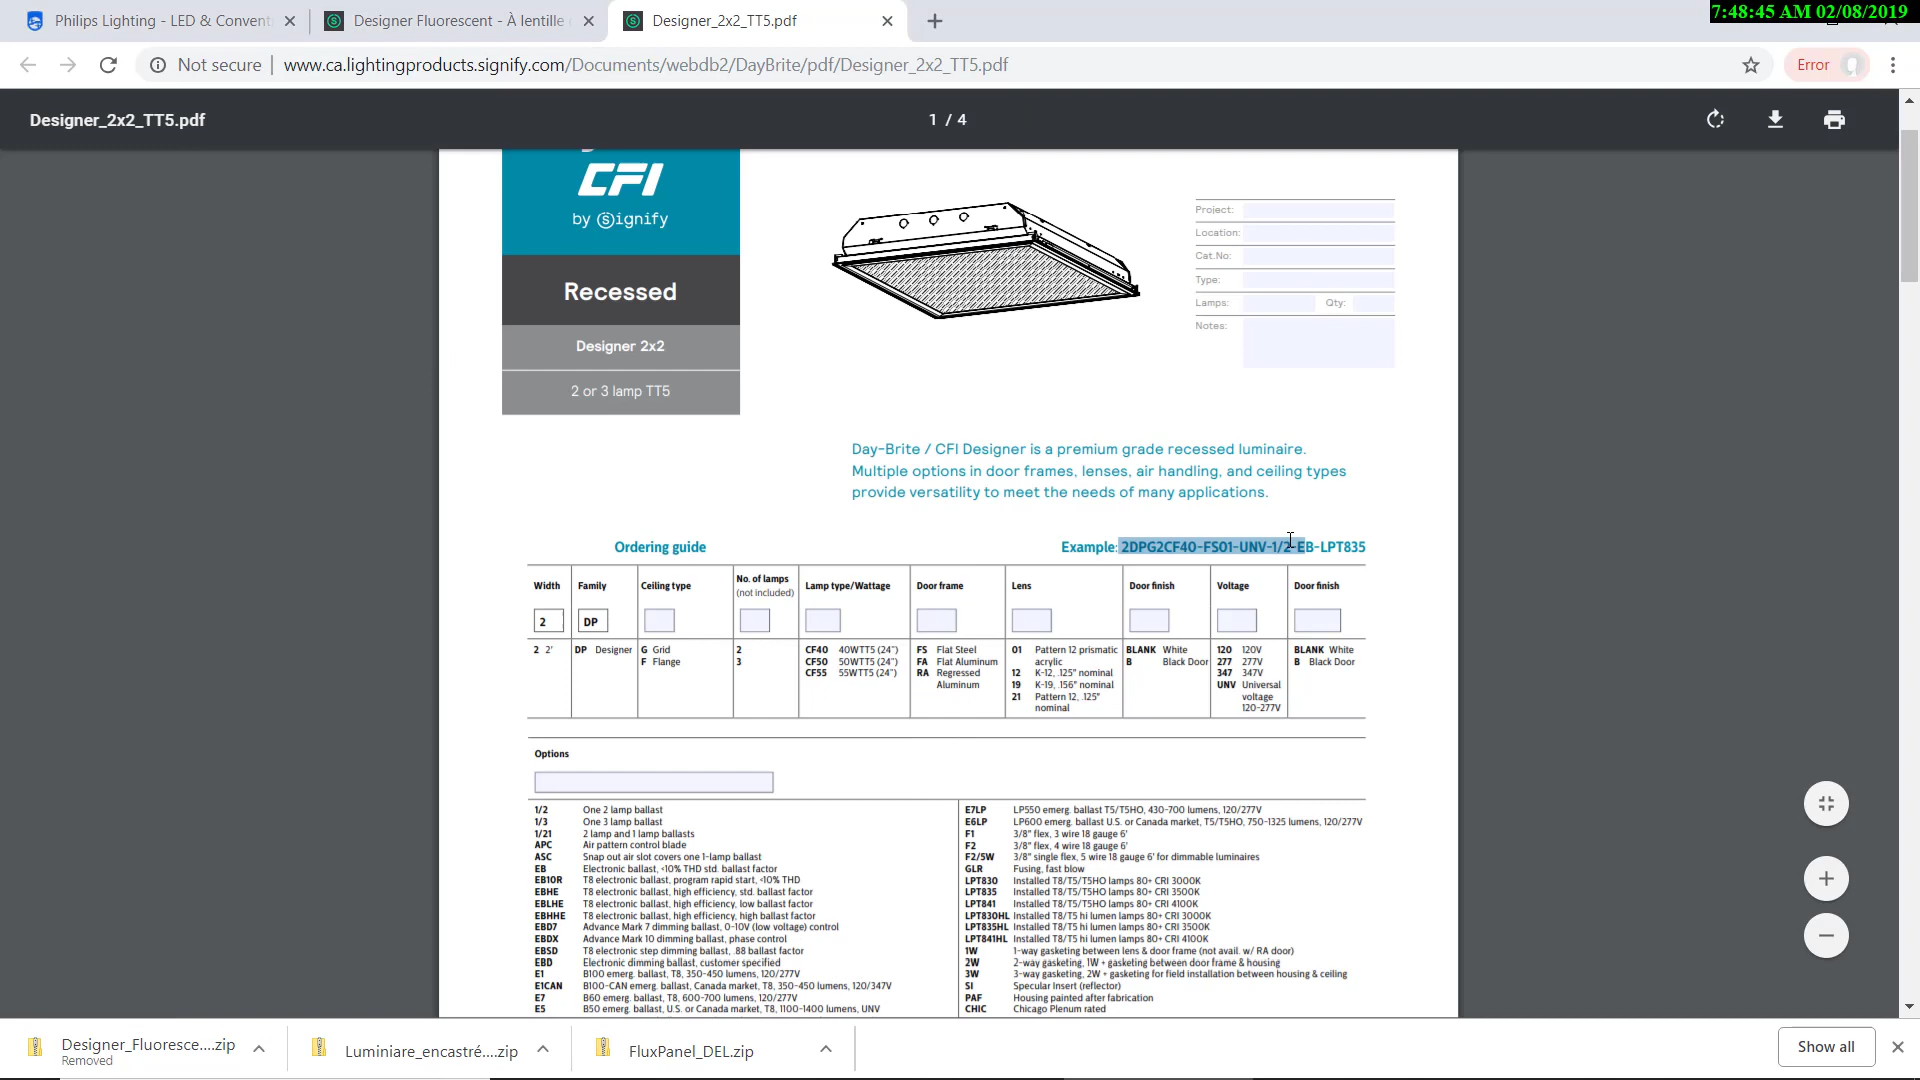 7:48:45 AM 02/08/2019
Philips Lighting - LED & Convent
Designer Fluorescent - À lentille
Designer_2x2_TT5.pdf
Not secure
www.ca.lightingproducts.signify.com/Documents/webdb2/DayBrite/pdf/Designer_2x2_TT5.pdf
Error
Designer_2x2_TT5.pdf
1 / 4
CFI
by Signify
Recessed
Designer 2x2
2 or 3 lamp TT5
Project:
Location:
Cat.No:
Type:
Lamps: Qty:
Notes:
Day-Brite / CFI Designer is a premium grade recessed luminaire.
Multiple options in door frames, lenses, air handling, and ceiling types
provide versatility to meet the needs of many applications.
Ordering guide
Example: 2DPG2CF40-FS01-UNV-1/2-EB-LPT835
Width
2
2 2'
Family
DP
DP Designer
Ceiling type
G Grid
F Flange
No. of lamps
(not included)
2
3
Lamp type/Wattage
CF40 40WTT5 (24")
CF50 50WTT5 (24")
CF55 55WTT5 (24")
Door frame
FS Flat Steel
FA Flat Aluminum
RA Regressed
Aluminum
Lens
01 Pattern 12 prismatic
acrylic
12 K-12, .125" nominal
19 K-19, .156" nominal
21 Pattern 12, .125"
nominal
Door finish
BLANK White
B Black Door
Voltage
120 120V
277 277V
347 347V
UNV Universal
voltage
120-277V
Door finish
BLANK White
B Black Door
Options
1/2 One 2 lamp ballast
1/3 One 3 lamp ballast
1/21 2 lamp and 1 lamp ballasts
APC Air pattern control blade
ASC Snap out air slot covers one 1-lamp ballast
EB Electronic ballast, <10% THD std. ballast factor
EB10R T8 electronic ballast, program rapid start, <10% THD
EBHE T8 electronic ballast, high efficiency, std. ballast factor
EBLHE T8 electronic ballast, high efficiency, low ballast factor
EBHHE T8 electronic ballast, high efficiency, high ballast factor
EBD7 Advance Mark 7 dimming ballast, 0-10V (low voltage) control
EBDX Advance Mark 10 dimming ballast, phase control
EBSD T8 electronic step dimming ballast, .88 ballast factor
EBD Electronic dimming ballast, customer specified
E1 B100 emerg. ballast, T8, 350-450 lumens, 120/277V
E1CAN B100-CAN emerg. ballast, Canada market, T8, 350-450 lumens, 120/347V
E7 B60 emerg. ballast, T8, 600-700 lumens, 120/277V
E5 B50 emerg. ballast, U.S. or Canada market, T8, 1100-1400 lumens, UNV
E7LP LP550 emerg. ballast T5/T5HO, 430-700 lumens, 120/277V
E6LP LP600 emerg. ballast U.S. or Canada market, T5/T5HO, 750-1325 lumens, 120/277V
F1 3/8" flex, 3 wire 18 gauge 6'
F2 3/8" flex, 4 wire 18 gauge 6'
F2/5W 3/8" single flex, 5 wire 18 gauge 6' for dimmable luminaires
GLR Fusing, fast blow
LPT830 Installed T8/T5/T5HO lamps 80+ CRI 3000K
LPT835 Installed T8/T5/T5HO lamps 80+ CRI 3500K
LPT841 Installed T8/T5/T5HO lamps 80+ CRI 4100K
LPT830HL Installed T8/T5 hi lumen lamps 80+ CRI 3000K
LPT835HL Installed T8/T5 hi lumen lamps 80+ CRI 3500K
LPT841HL Installed T8/T5 hi lumen lamps 80+ CRI 4100K
1W 1-way gasketing between lens & door frame (not avail. w/ RA door)
2W 2-way gasketing, 1W + gasketing between door frame & housing
3W 3-way gasketing, 2W + gasketing for field installation between housing & ceiling
SI Specular Insert (reflector)
PAF Housing painted after fabrication
CHIC Chicago Plenum rated
Designer_Fluoresce....zip
Removed
Luminiare_encastré....zip
FluxPanel_DEL.zip
Show all